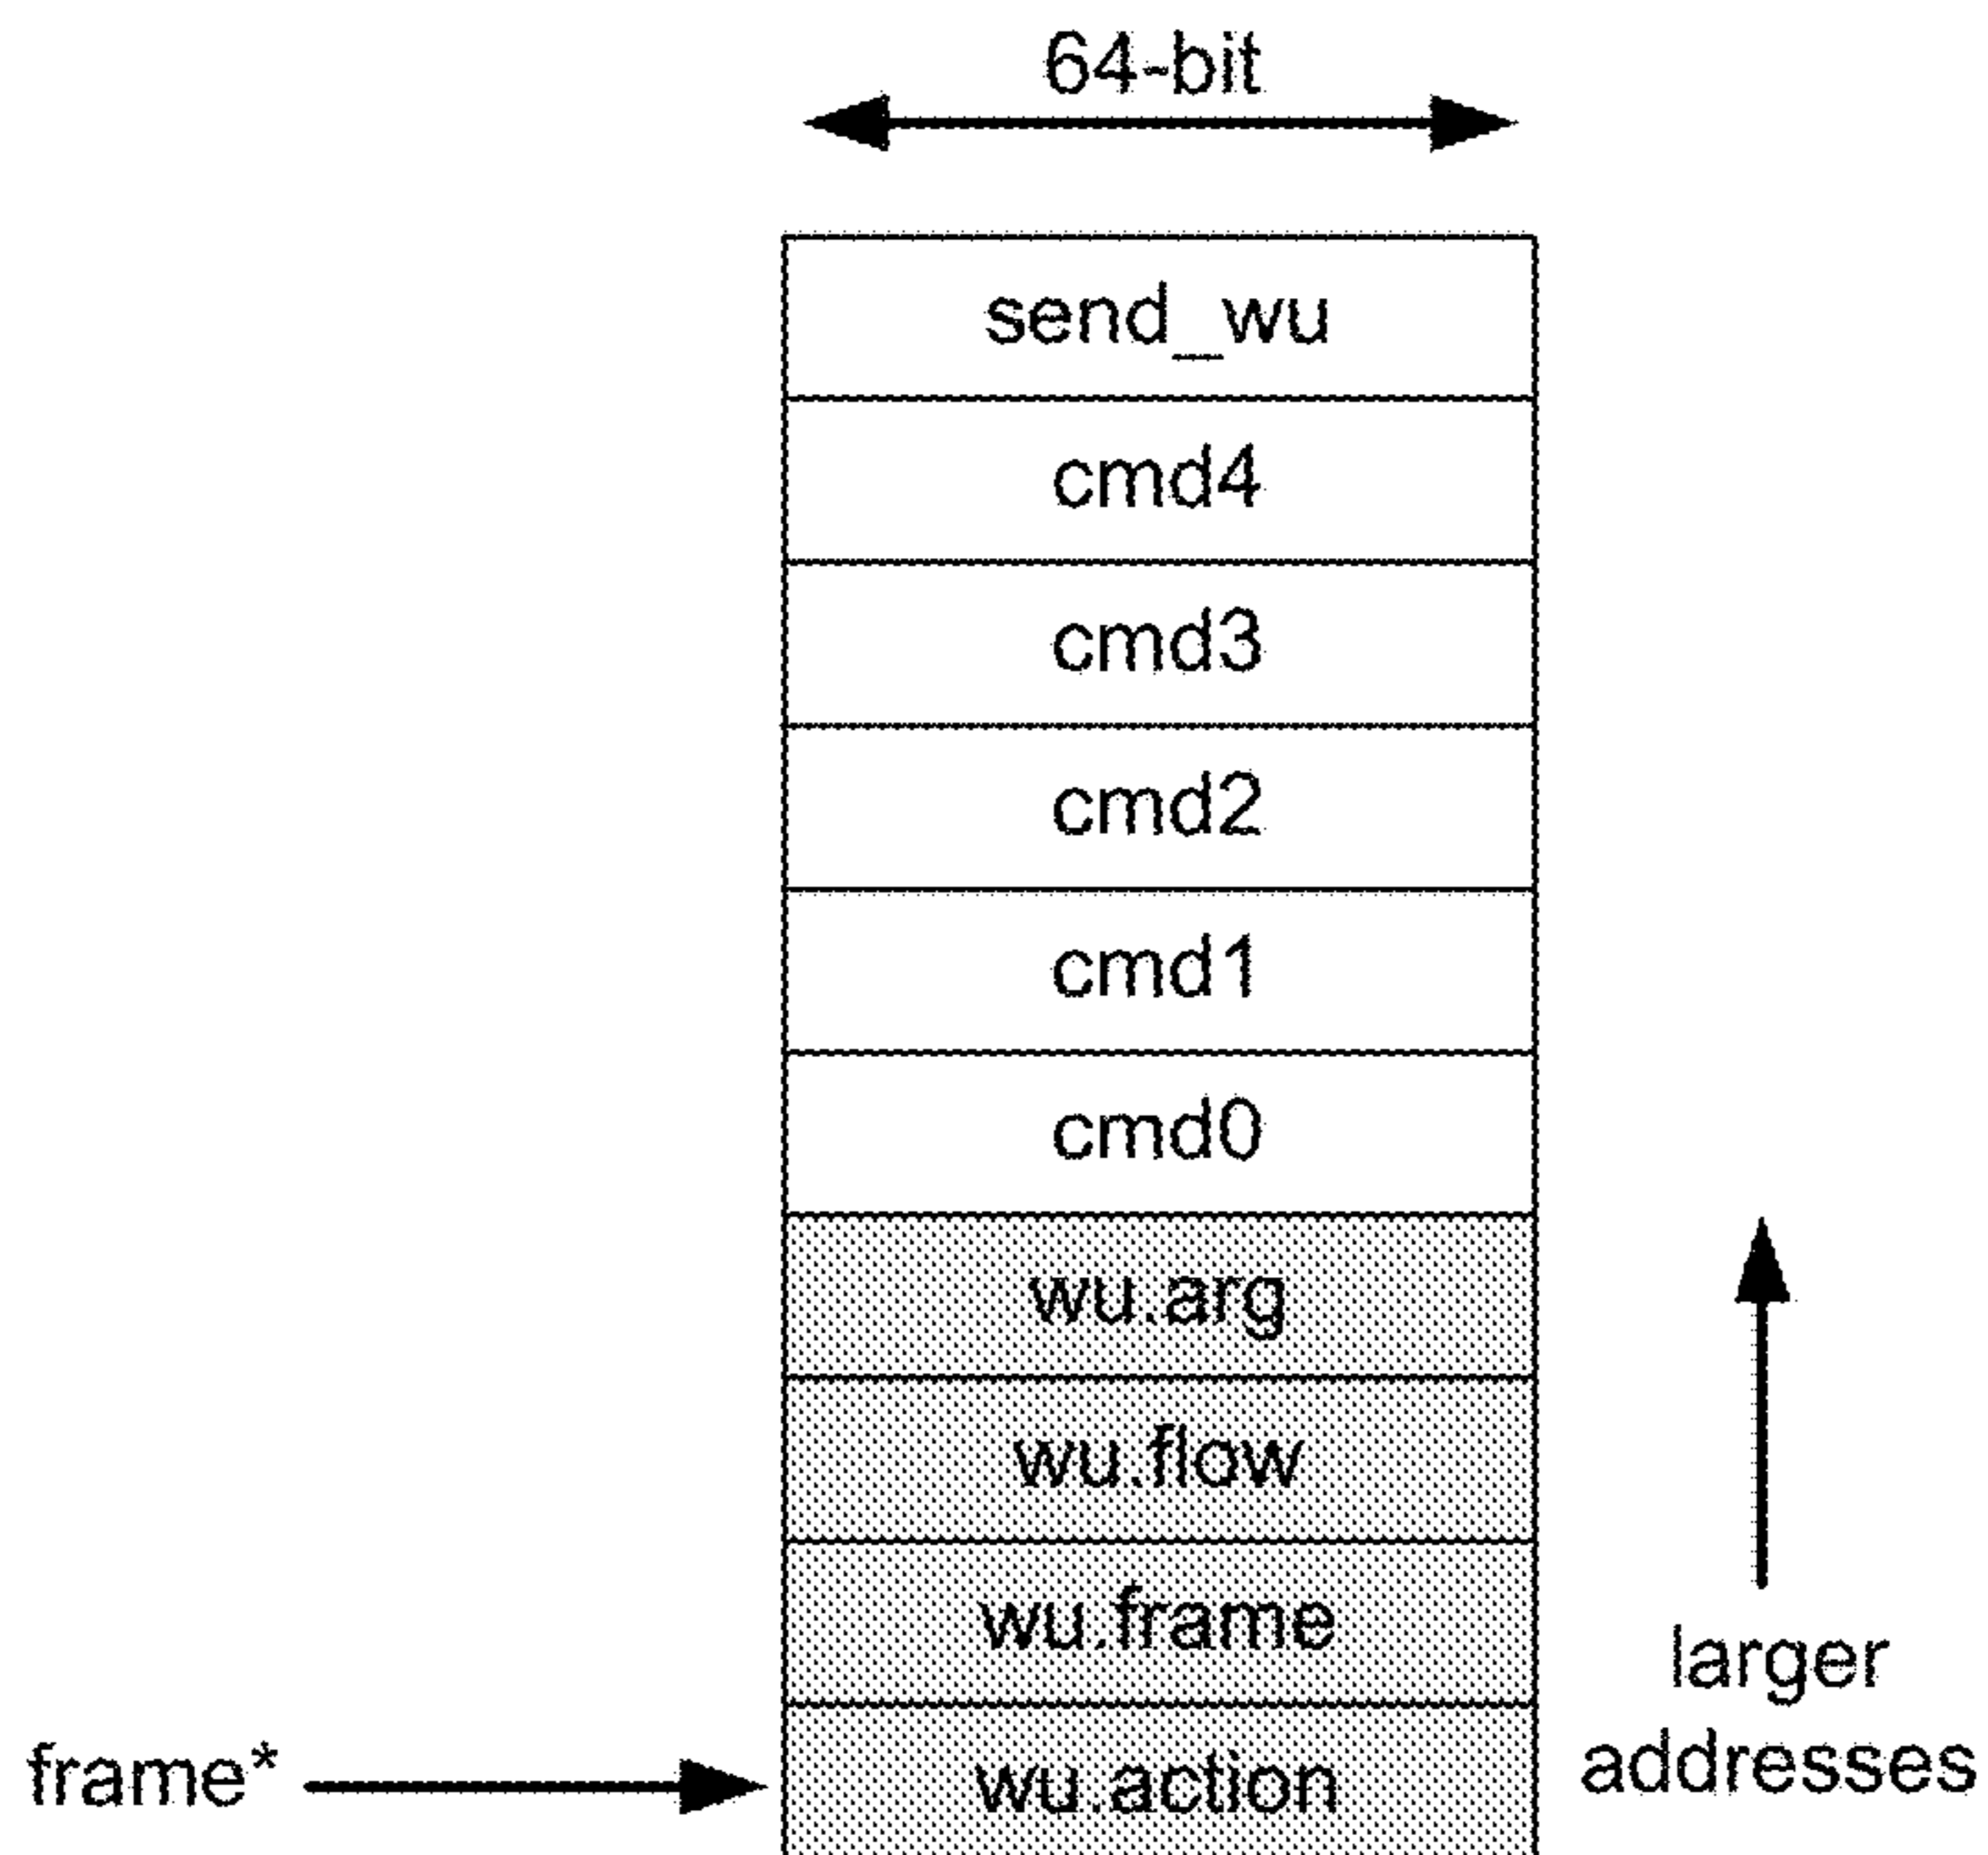 64-bit
send_wu
cmd4
cmd3
cmd2
cmd1
cmd0
wu.arg
wu.flow
wu.frame
wu.action
frame*
larger
addresses